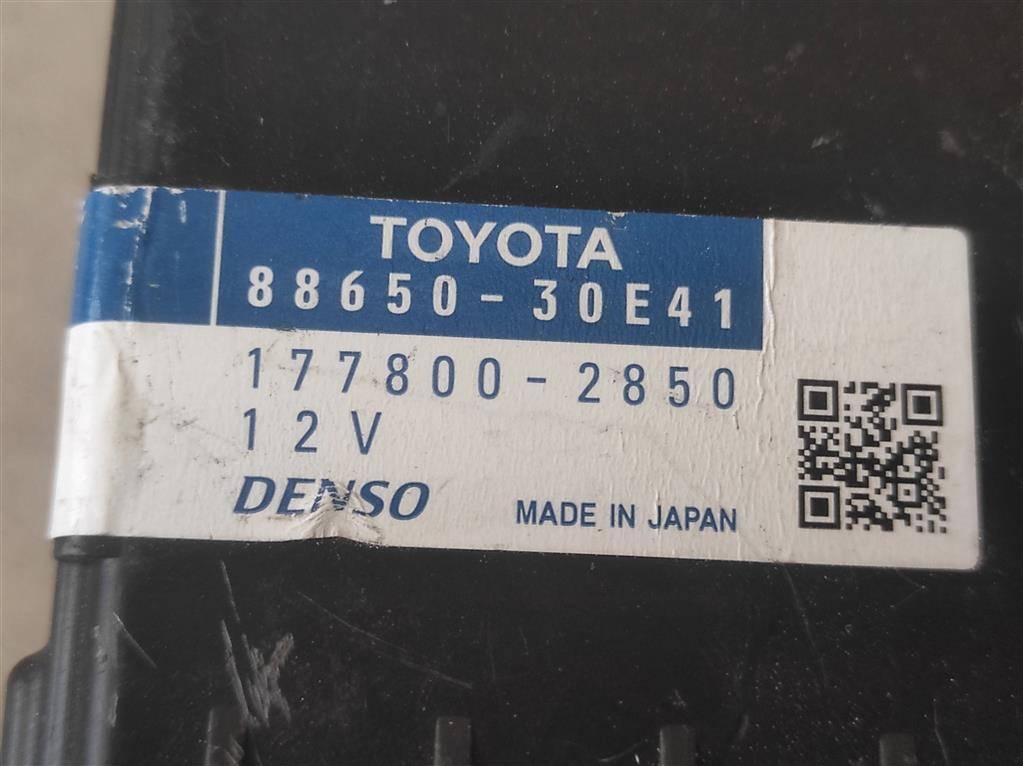 TOYOTA
88650-30E41
177800-2850
12V
DENSO
MADE IN JAPAN